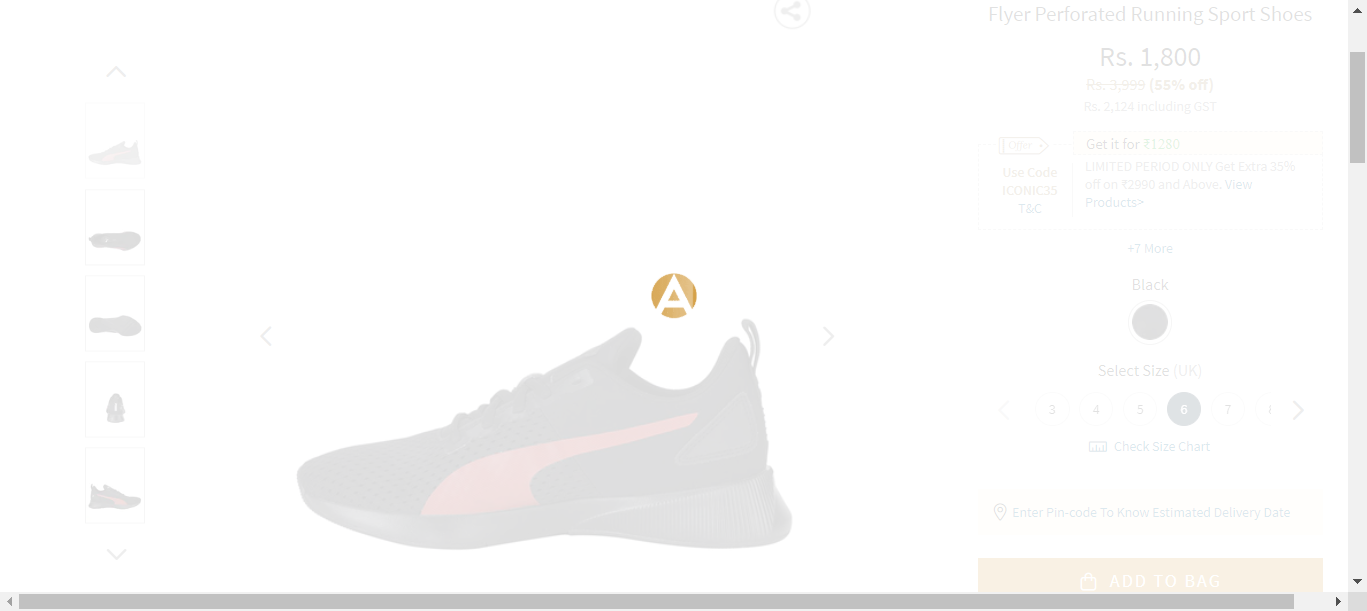 Flyer Perforated Running Sport Shoes
Rs. 1,800
Rs. 3,999 (55% off)
Rs. 2,124 including GST
Offer
Get it for ₹1280
Use Code
ICONIC35
T&C
LIMITED PERIOD ONLY Get Extra 35%
off on ₹2990 and Above. View
Products>
+7 More
Black
Select Size (UK)
3 4 5 6 7
Check Size Chart
Enter Pin-code To Know Estimated Delivery Date
ADD TO BAG